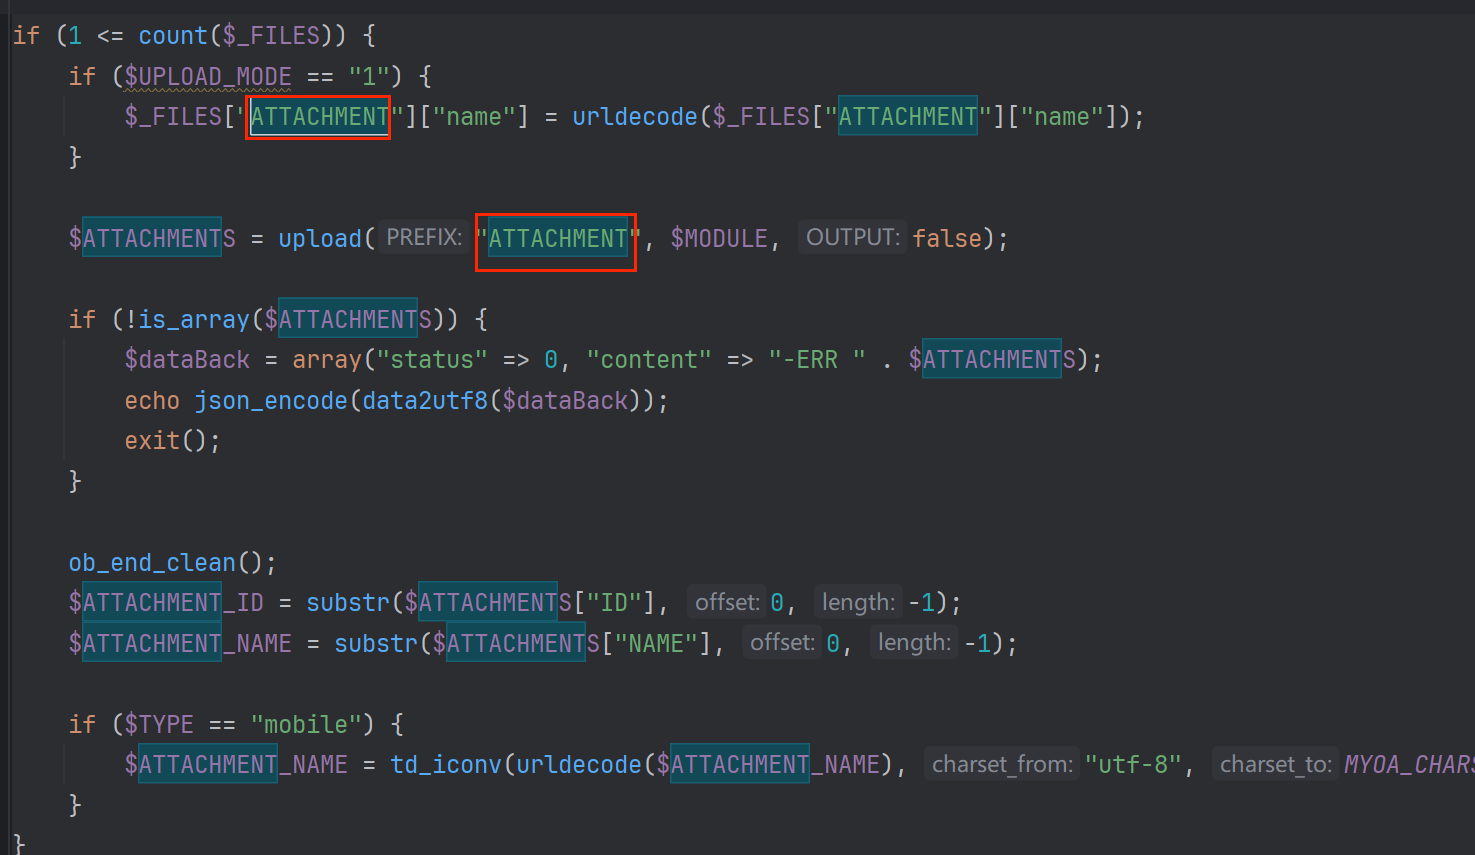 if (1 <= count($_FILES)) {
if ($UPLOAD_MODE == "1") {
$_FILES["ATTACHMENT"]["name"] = urldecode($_FILES["ATTACHMENT"]["name"]);
}
$ATTACHMENTS = upload( PREFIX: "ATTACHMENT", $MODULE, OUTPUT: false);
if (!is_array($ATTACHMENTS)) {
$dataBack = array("status" => 0, "content" => "-ERR " . $ATTACHMENTS);
echo json_encode(data2utf8($dataBack));
exit();
}
ob_end_clean();
$ATTACHMENT_ID = substr($ATTACHMENTS["ID"], offset: 0, length: -1);
$ATTACHMENT_NAME = substr($ATTACHMENTS["NAME"], offset: 0, length: -1);
if ($TYPE == "mobile") {
$ATTACHMENT_NAME = td_iconv(urldecode($ATTACHMENT_NAME), charset_from: "utf-8", charset_to: MYOA_CHARS
}
}